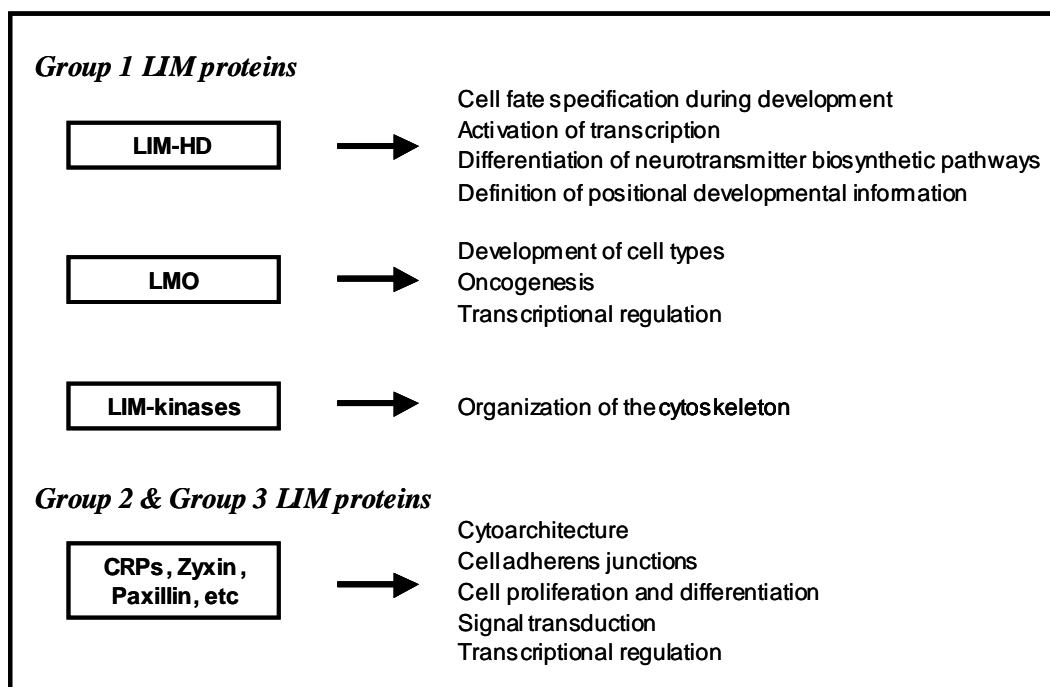 Group 1 LIM proteins
LIM-HD
Cell fate specification during development
Activation of transcription
Differentiation of neurotransmitter biosynthetic pathways
Definition of positional developmental information
LMO
Development of cell types
Oncogenesis
Transcriptional regulation
LIM-kinases
Organization of the cytoskeleton
Group 2 & Group 3 LIM proteins
CRPs, Zyxin,
Paxillin, etc
Cytoarchitecture
Cell adherens junctions
Cell proliferation and differentiation
Signal transduction
Transcriptional regulation